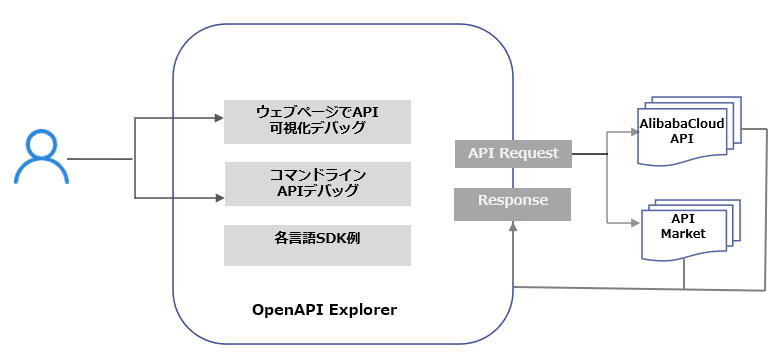 ウェブページでAPI
可視化デバッグ
コマンドライン
APIデバッグ
各言語SDK例
OpenAPI Explorer
API Request
Response
AlibabaCloud
API
API
Market